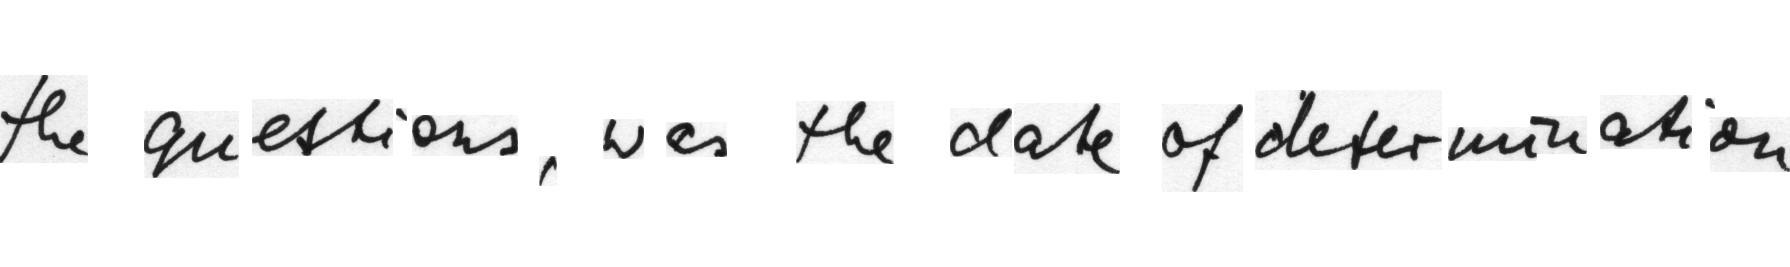 the questions, was the date of determination